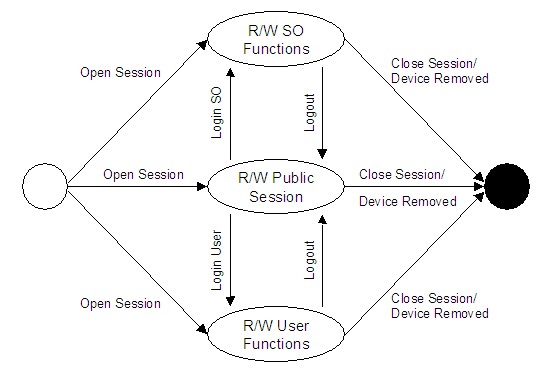 R/W SO
Functions
Open Session
Close Session/
Device Removed
Login SO
Logout
Open Session
R/W Public
Session
Close Session/
Device Removed
Login User
Logout
Open Session
R/W User
Functions
Close Session/
Device Removed